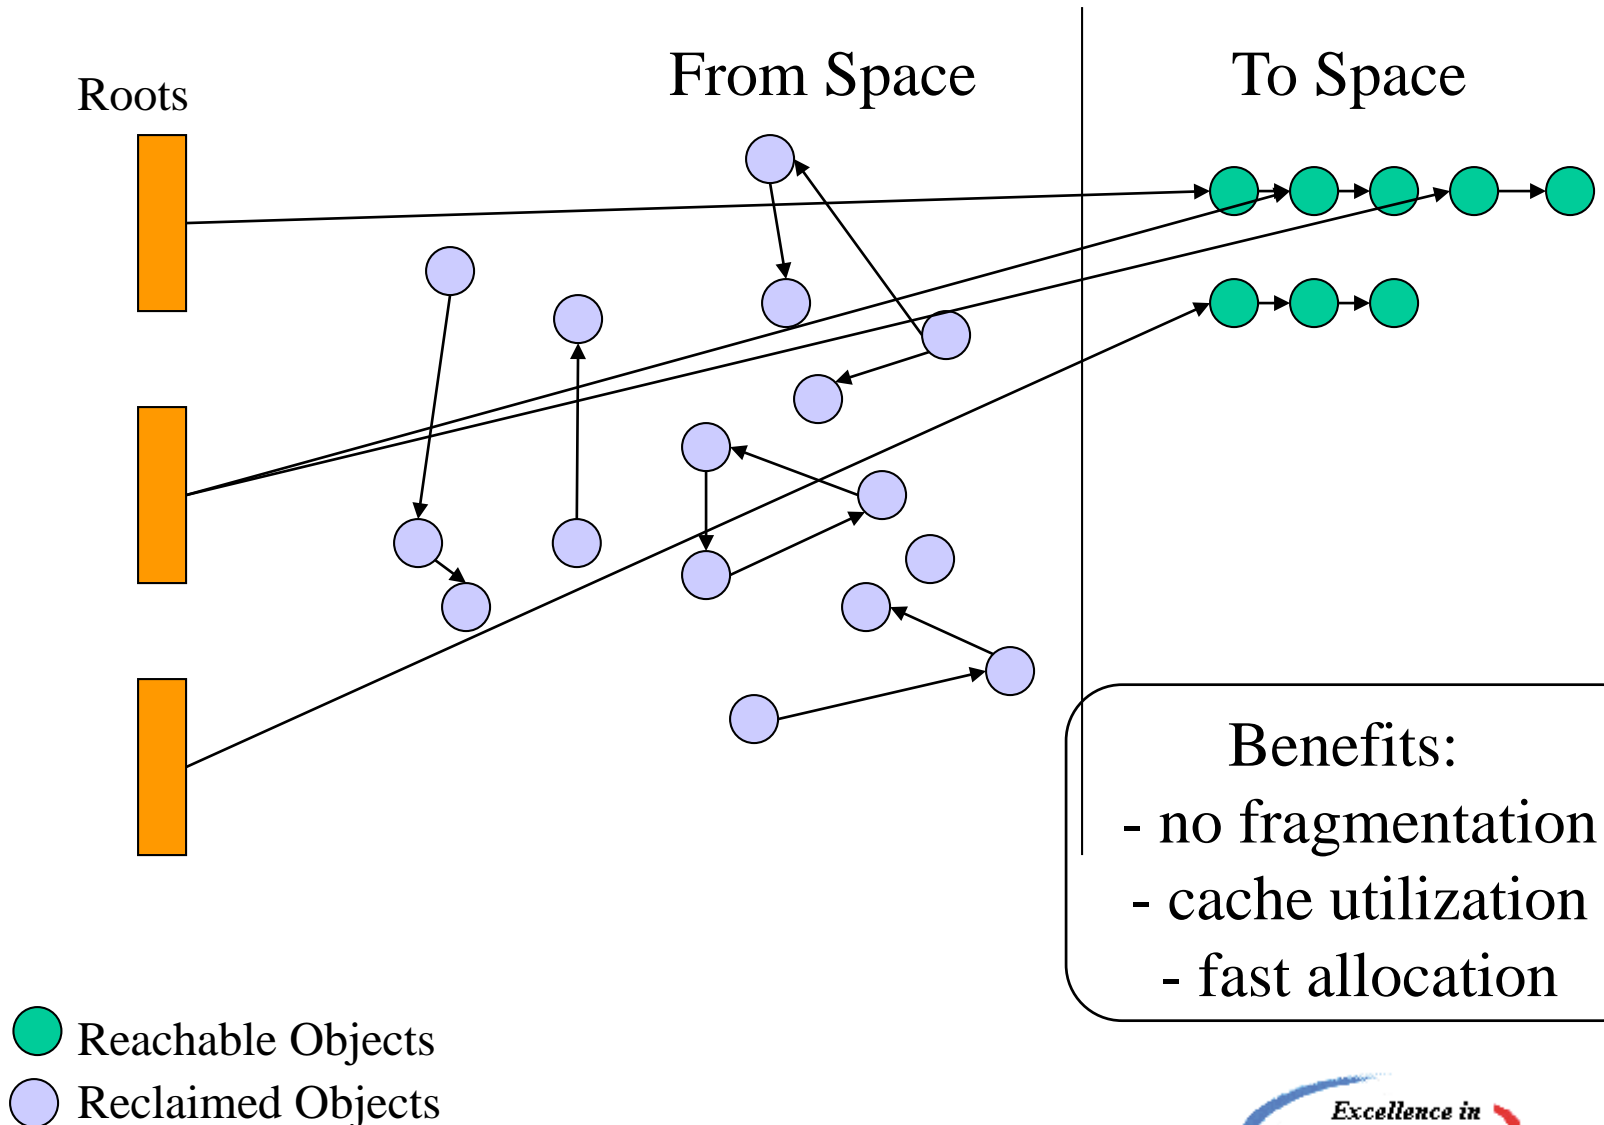 From Space
To Space
Roots
Benefits:
- no fragmentation
- cache utilization
- fast allocation
Reachable Objects
Reclaimed Objects
Excellence in